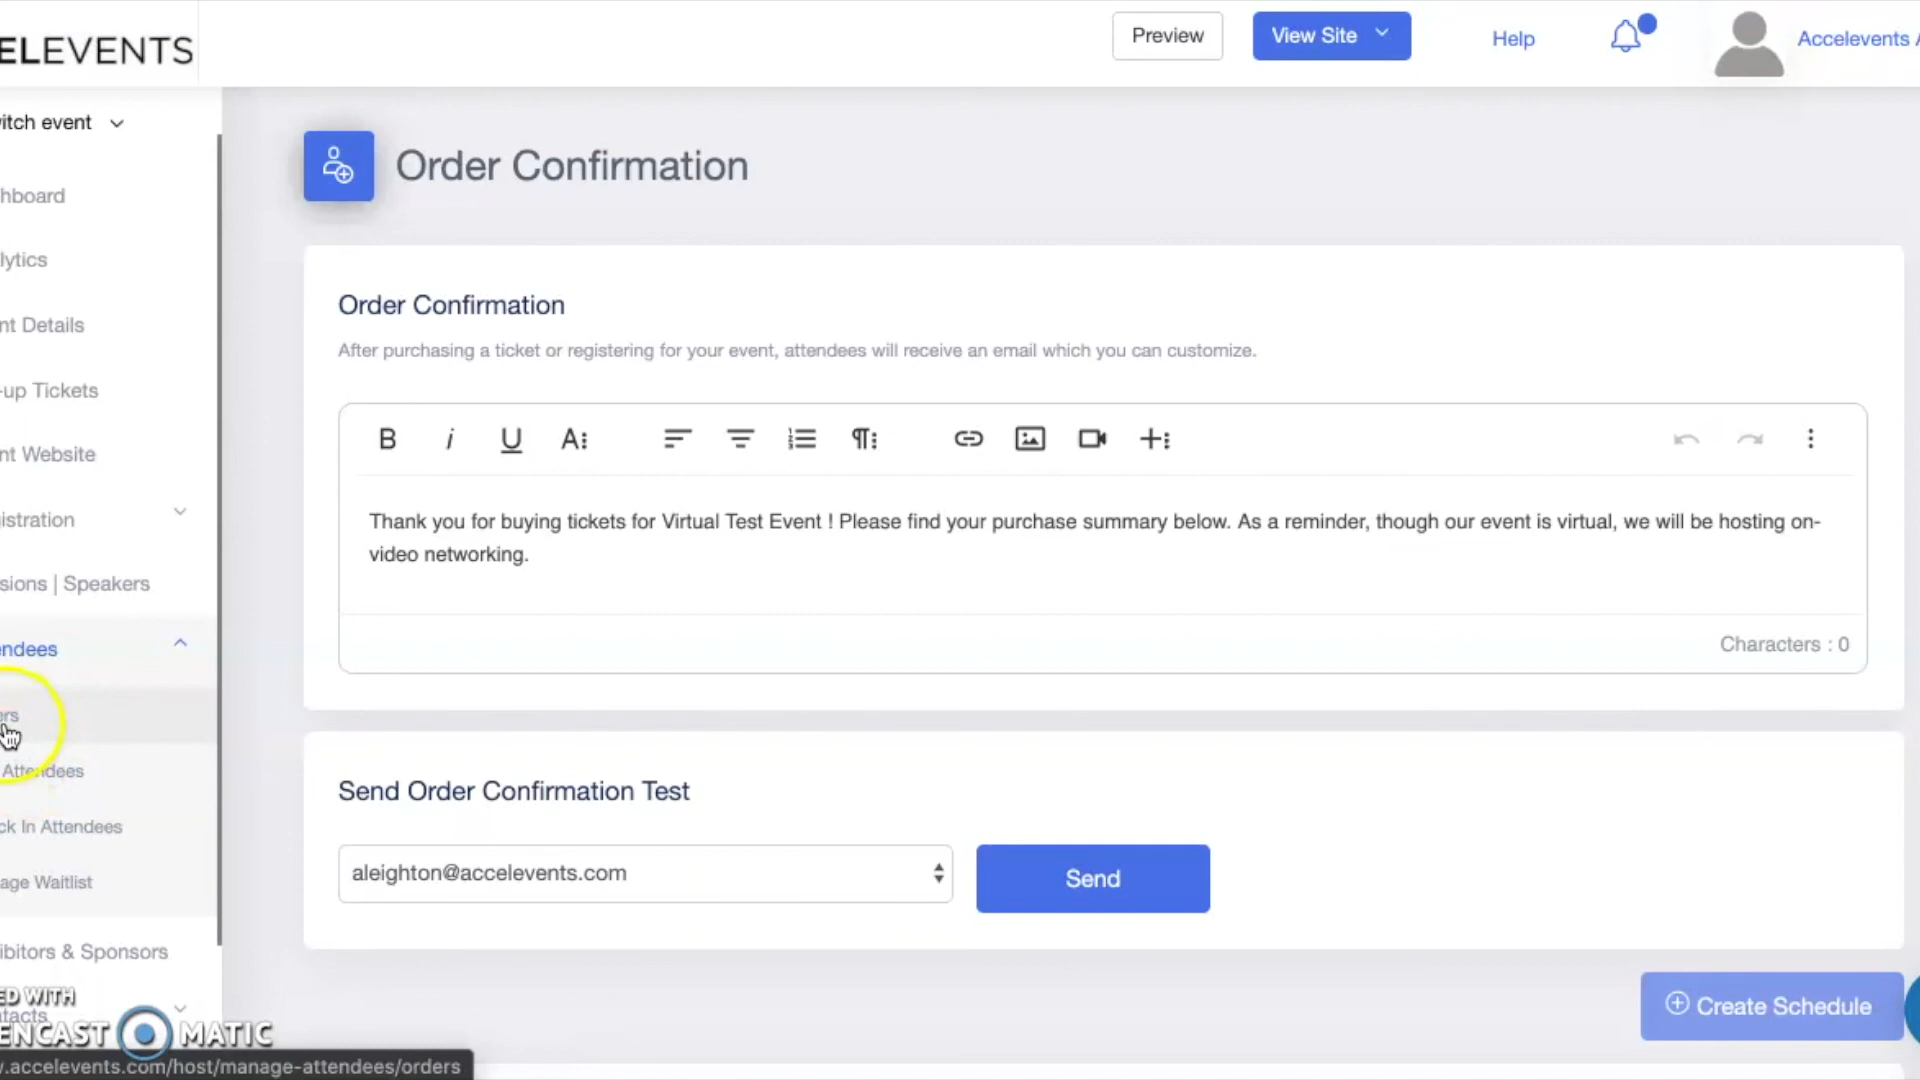 ELEVENTS
Preview
View Site
Help
Accelevents A
itch event
hboard
lytics
nt Details
-up Tickets
nt Website
istration
sions | Speakers
endees
ers
Attendees
ck In Attendees
age Waitlist
ibitors & Sponsors
tacts
Order Confirmation
Order Confirmation
After purchasing a ticket or registering for your event, attendees will receive an email which you can customize.
Thank you for buying tickets for Virtual Test Event ! Please find your purchase summary below. As a reminder, though our event is virtual, we will be hosting on-
video networking.
Characters : 0
Send Order Confirmation Test
aleighton@accelevents.com
Send
Create Schedule
ED WITH
ENCAST MATIC
.accelevents.com/host/manage-attendees/orders